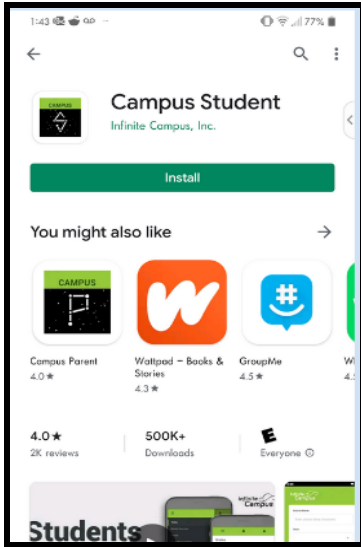 1:43
77%
CAMPUS
Campus Student
Infinite Campus, Inc.
Install
You might also like
CAMPUS
Campus Parent
4.0★
Wattpad – Books &
Stories
4.3★
GroupMe
4.5★
4.0★
2K reviews
500K+
Downloads
E
Everyone
Students
Infinite
Campus